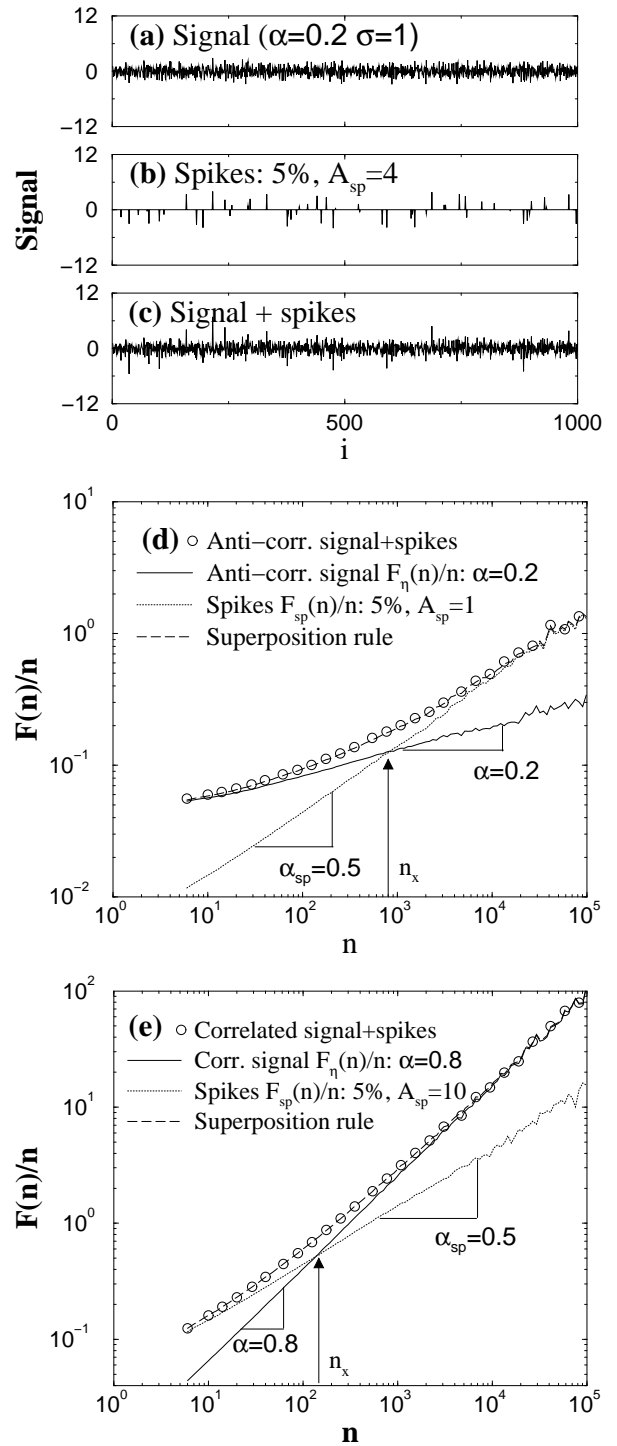 (a) Signal (α=0.2 σ=1)
12
0
−12
(b) Spikes: 5%, A_sp=4
12
0
−12
(c) Signal + spikes
12
0
−12
Signal
0
500
1000
i
(d) Anti−corr. signal+spikes
Anti−corr. signal F_η(n)/n: α=0.2
Spikes F_sp(n)/n: 5%, A_sp=1
Superposition rule
10^1
10^0
10^−1
10^−2
F(n)/n
α=0.2
α_sp=0.5
n_x
10^0
10^1
10^2
10^3
10^4
10^5
n
(e) Correlated signal+spikes
Corr. signal F_η(n)/n: α=0.8
Spikes F_sp(n)/n: 5%, A_sp=10
Superposition rule
10^2
10^1
10^0
10^−1
F(n)/n
α_sp=0.5
α=0.8
n_x
10^0
10^1
10^2
10^3
10^4
10^5
n